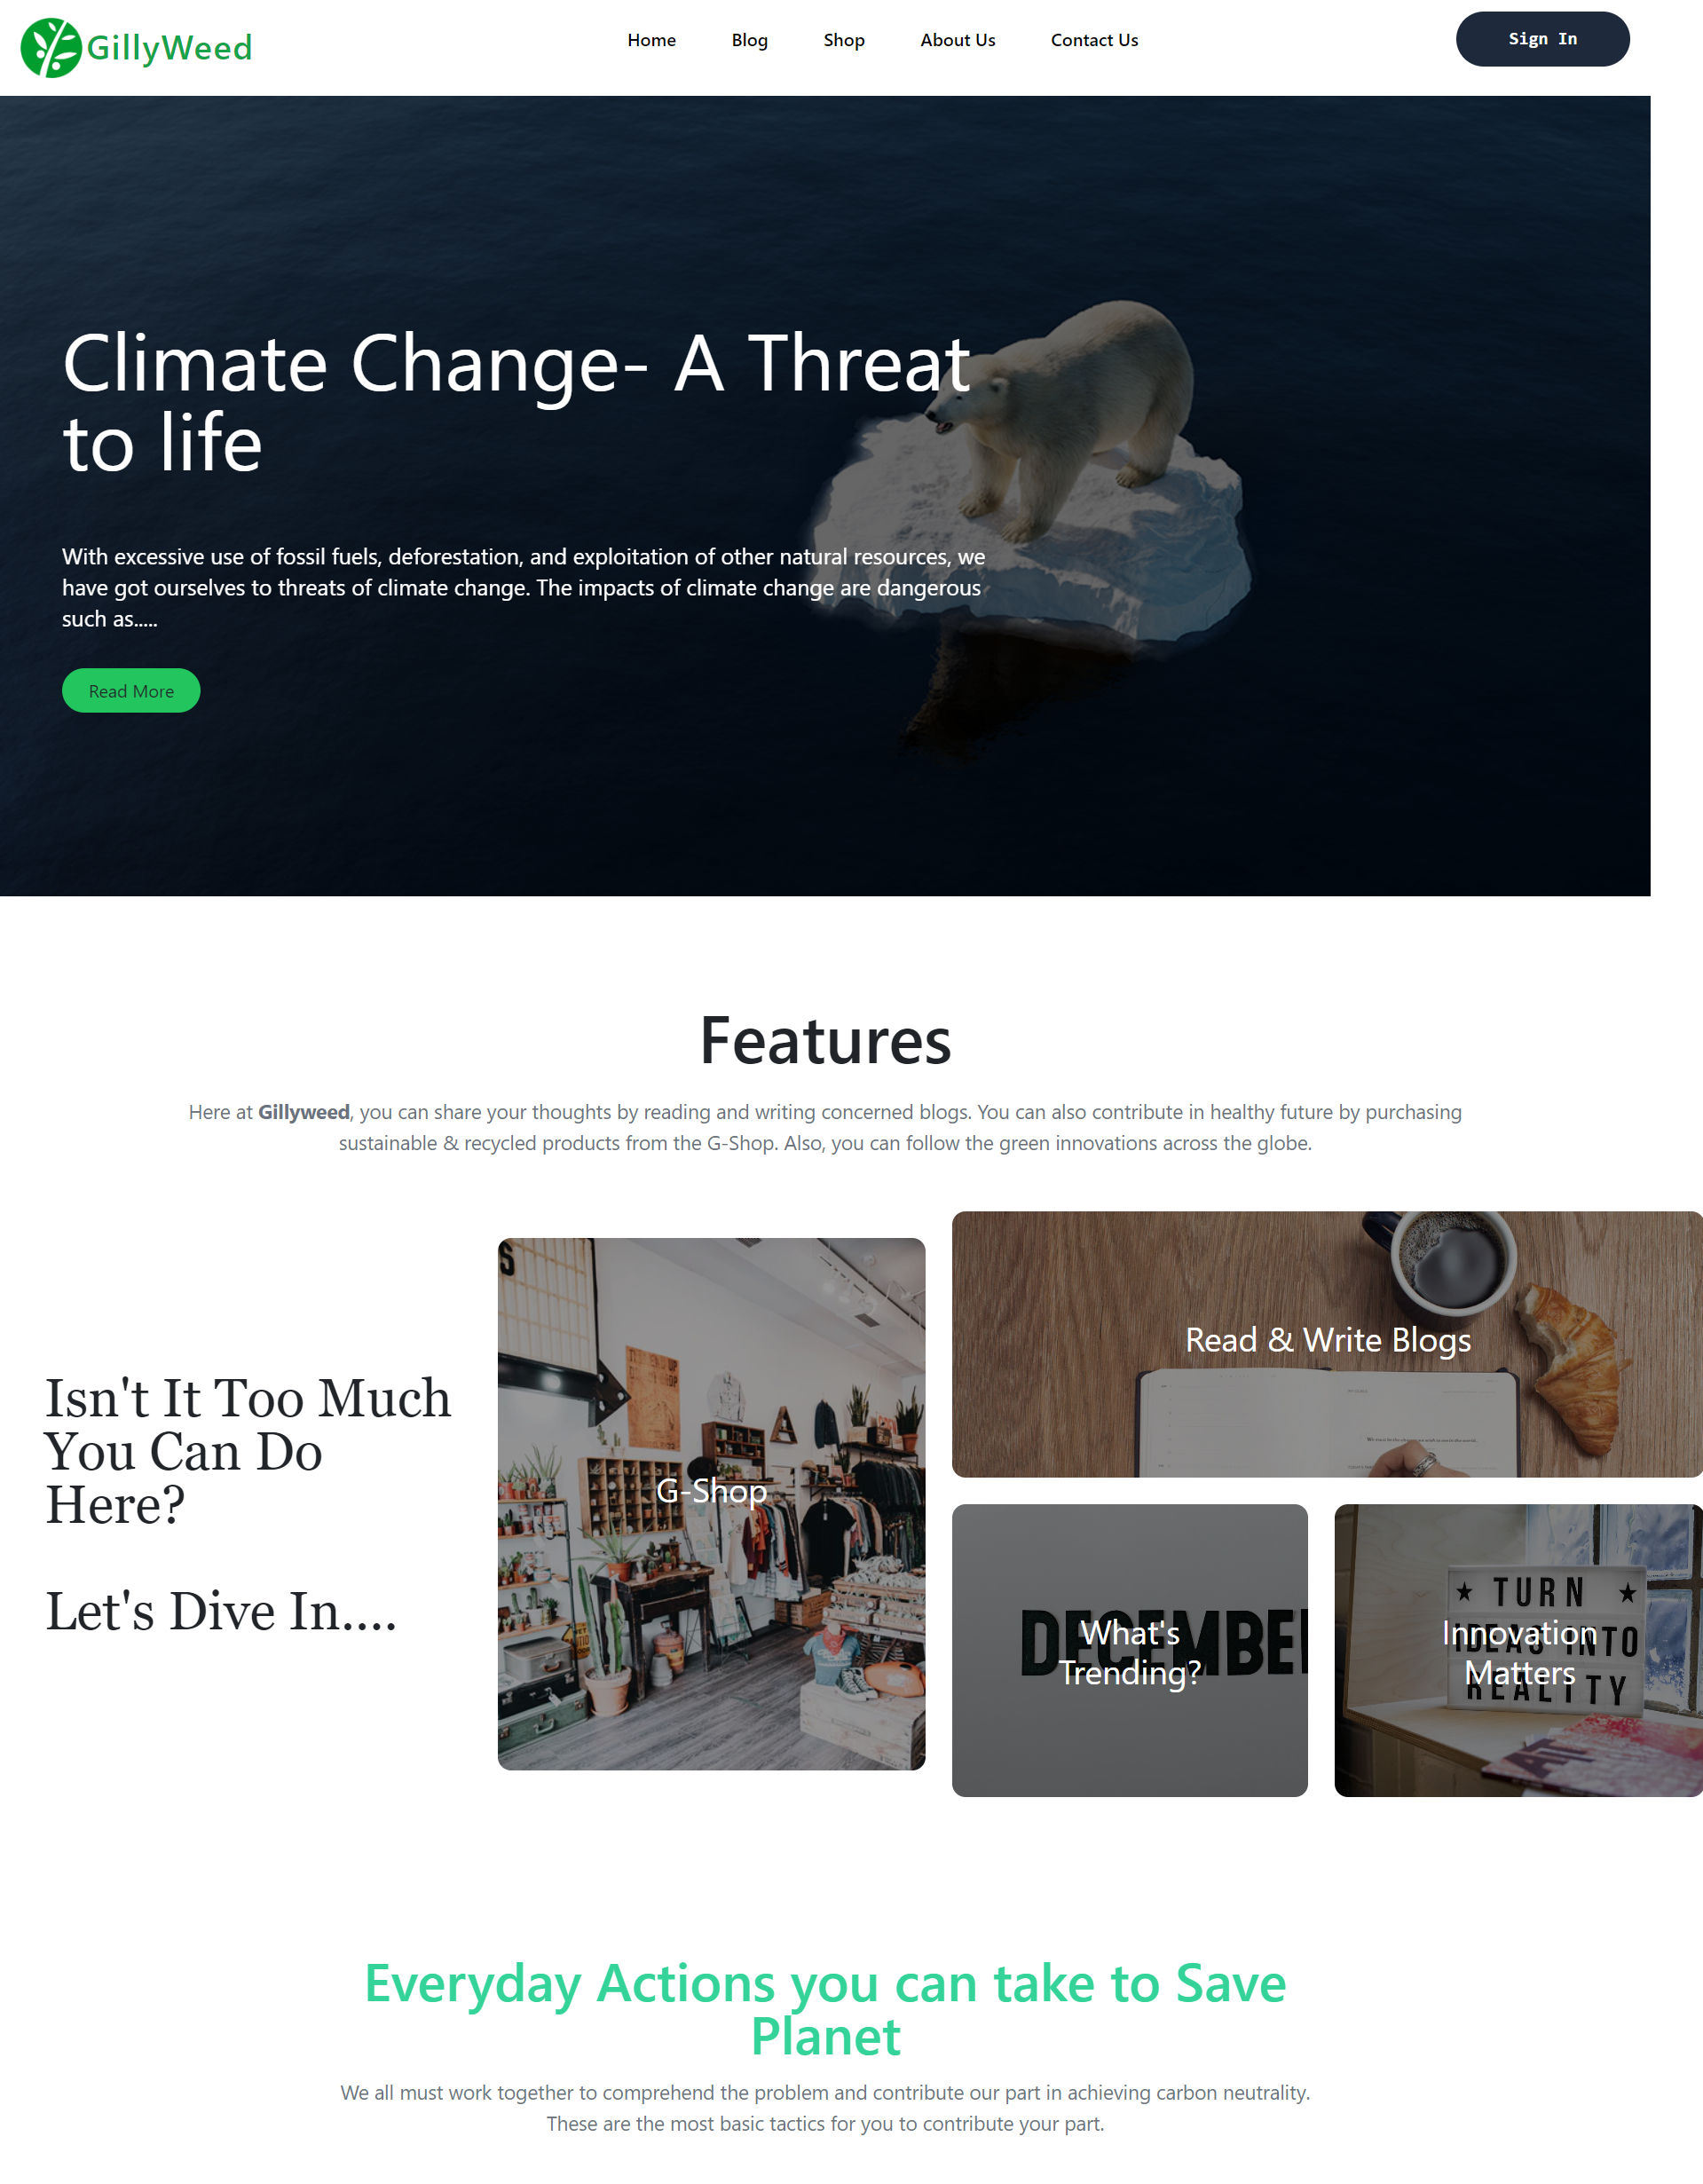 GillyWeed
Home
Blog
Shop
About Us
Contact Us
Sign In
Climate Change- A Threat
to life
With excessive use of fossil fuels, deforestation, and exploitation of other natural resources, we
have got ourselves to threats of climate change. The impacts of climate change are dangerous
such as.....
Read More
Features
Here at Gillyweed, you can share your thoughts by reading and writing concerned blogs. You can also contribute in healthy future by purchasing
sustainable & recycled products from the G-Shop. Also, you can follow the green innovations across the globe.
Isn't It Too Much
You Can Do
Here?
Let's Dive In....
G-Shop
Read & Write Blogs
DECEMBE
What's
Trending?
TURN
IDEAS INTO
REALITY
Innovation
Matters
Everyday Actions you can take to Save
Planet
We all must work together to comprehend the problem and contribute our part in achieving carbon neutrality.
These are the most basic tactics for you to contribute your part.